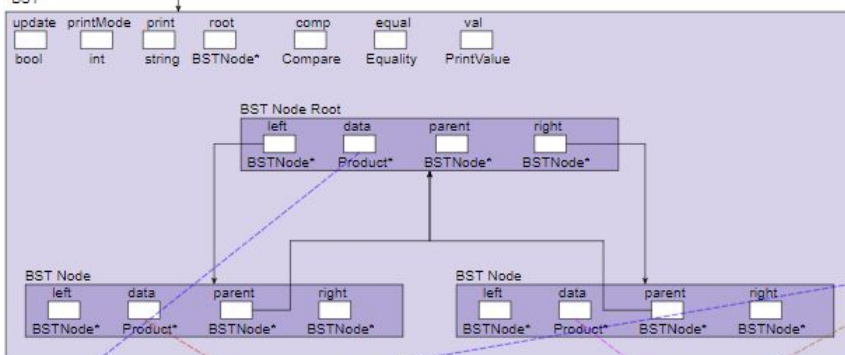 BST
update printMode print root comp equal val
bool int string BSTNode* Compare Equality PrintValue
BST Node Root
left data parent right
BSTNode* Product* BSTNode* BSTNode*
BST Node BST Node
left data parent right left data parent right
BSTNode* Product* BSTNode* BSTNode* BSTNode* Product* BSTNode* BSTNode*